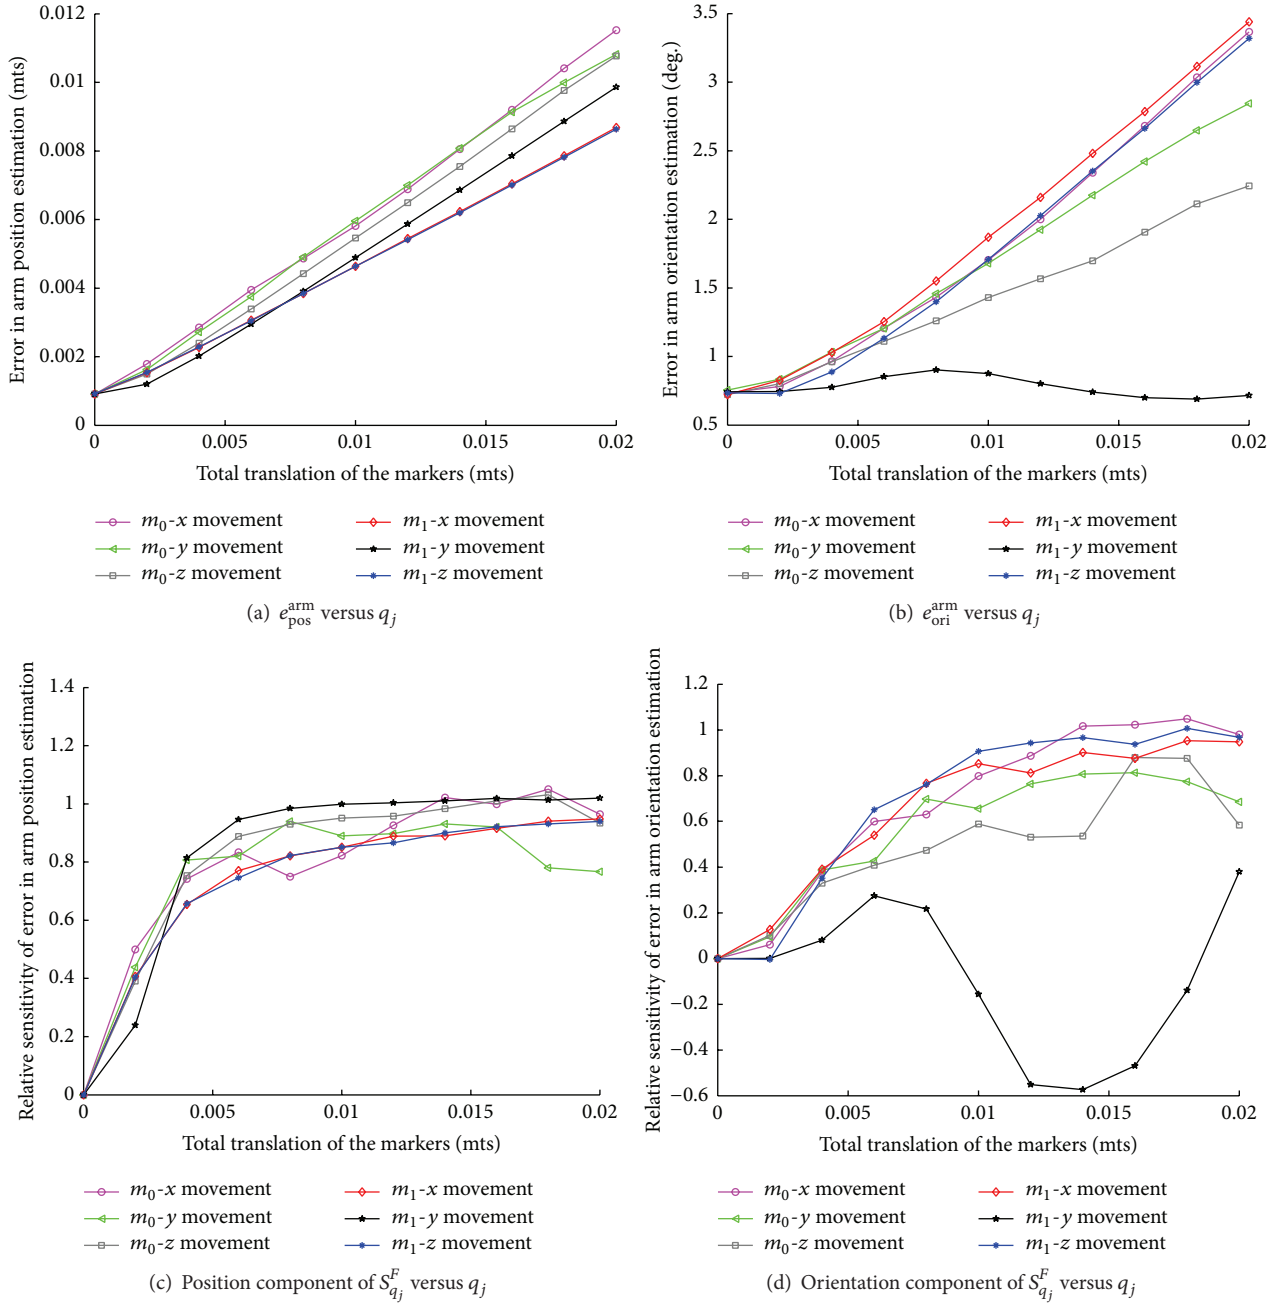 Error in arm position estimation (mts)
0.012
0.01
0.008
0.006
0.004
0.002
0
0 0.005 0.01 0.015 0.02
Total translation of the markers (mts)
m0-x movement
m0-y movement
m0-z movement
m1-x movement
m1-y movement
m1-z movement
(a) e^arm_pos versus q_j
Error in arm orientation estimation (deg.)
3.5
3
2.5
2
1.5
1
0.5
0 0.005 0.01 0.015 0.02
Total translation of the markers (mts)
m0-x movement
m0-y movement
m0-z movement
m1-x movement
m1-y movement
m1-z movement
(b) e^arm_ori versus q_j
Relative sensitivity of error in arm position estimation
1.4
1.2
1
0.8
0.6
0.4
0.2
0
0 0.005 0.01 0.015 0.02
Total translation of the markers (mts)
m0-x movement
m0-y movement
m0-z movement
m1-x movement
m1-y movement
m1-z movement
(c) Position component of S^F_q_j versus q_j
Relative sensitivity of error in arm orientation estimation
1.2
1
0.8
0.6
0.4
0.2
0
−0.2
−0.4
−0.6
0 0.005 0.01 0.015 0.02
Total translation of the markers (mts)
m0-x movement
m0-y movement
m0-z movement
m1-x movement
m1-y movement
m1-z movement
(d) Orientation component of S^F_q_j versus q_j